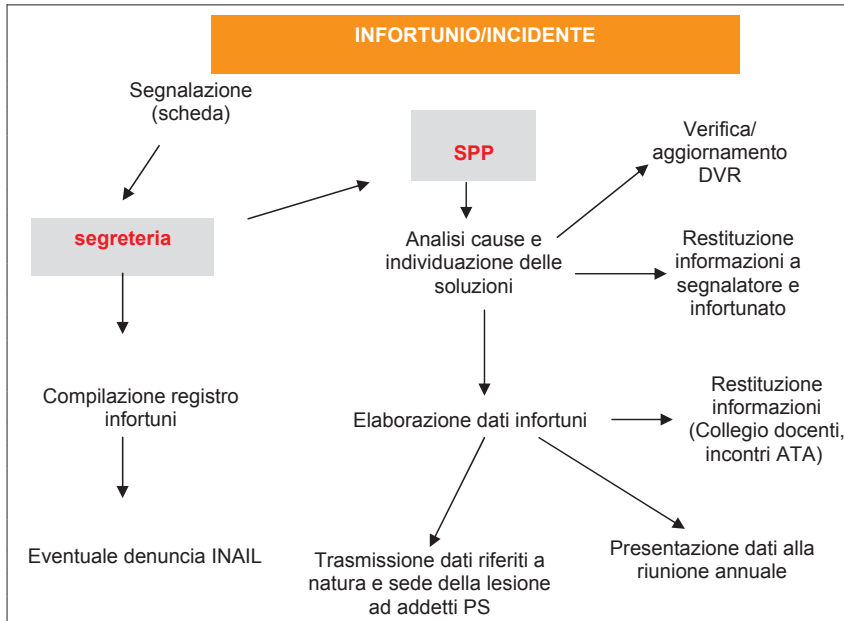 INFORTUNIO/INCIDENTE
Segnalazione
(scheda)
SPP
Verifica/
aggiornamento
DVR
segreteria
Analisi cause e
individuazione delle
soluzioni
Restituzione
informazioni a
segnalatore e
infortunato
Compilazione registro
infortuni
Elaborazione dati infortuni
Restituzione
informazioni
(Collegio docenti,
incontri ATA)
Eventuale denuncia INAIL
Trasmissione dati riferiti a
natura e sede della lesione
ad addetti PS
Presentazione dati alla
riunione annuale